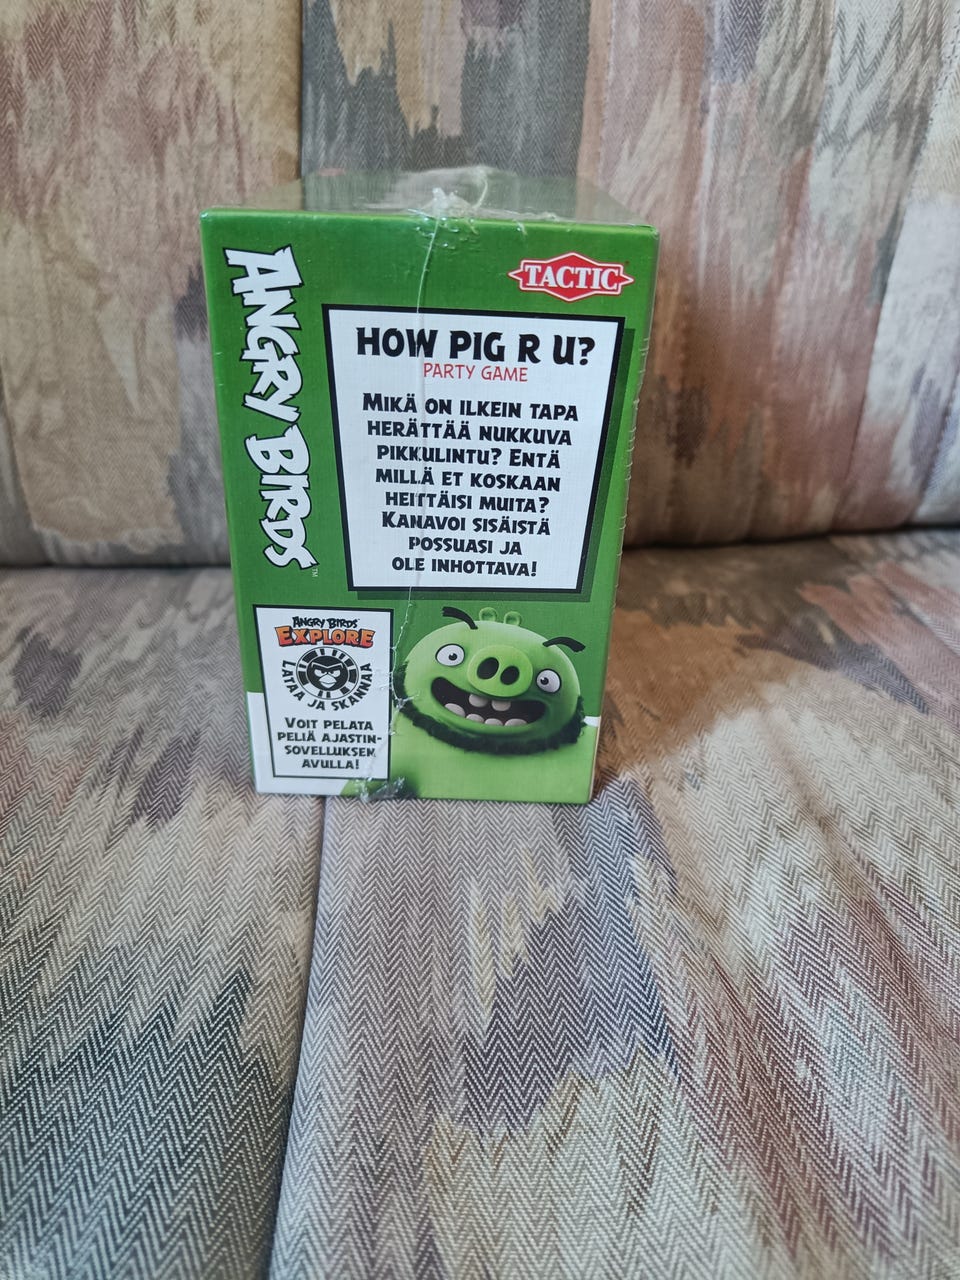 ANGRY BIRDS™
TACTIC
HOW PIG R U?
PARTY GAME
MIKÄ ON ILKEIN TAPA
HERÄTTÄÄ NUKKUVA
PIKKULINTU? ENTÄ
MILLÄ ET KOSKAAN
HEITTÄISI MUITA?
KANAVOI SISÄISTÄ
POSSUASI JA
OLE INHOTTAVA!
ANGRY BIRDS
EXPLORE
LATAA JA SKANNAA
VOIT PELATA
PELIÄ AJASTIN-
SOVELLUKSEN
AVULLA!